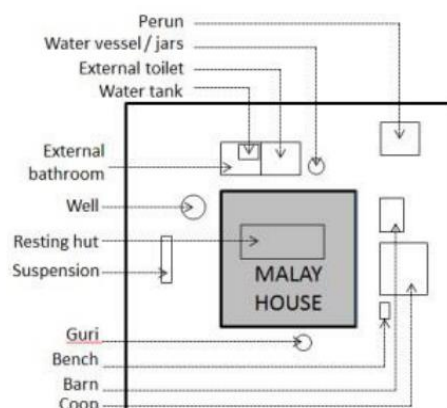 Perun
Water vessel / jars
External toilet
Water tank
External
bathroom
Well
Resting hut
Suspension
MALAY
HOUSE
Guri
Bench
Barn
Coop